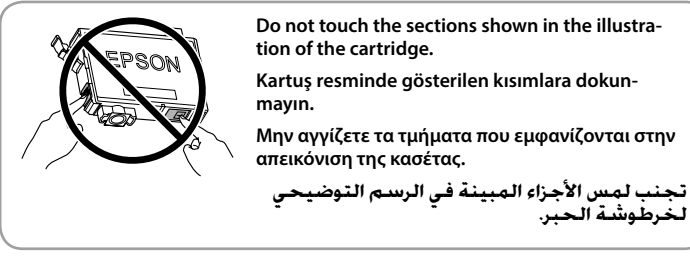 EPSON
Do not touch the sections shown in the illustra-
tion of the cartridge.
Kartuş resminde gösterilen kısımlara dokun-
mayın.
Μην αγγίζετε τα τμήματα που εμφανίζονται στην
απεικόνιση της κασέτας.
تجنب لمس الأجزاء المبينة في الرسم التوضيحي
لخرطوشة الحبر.